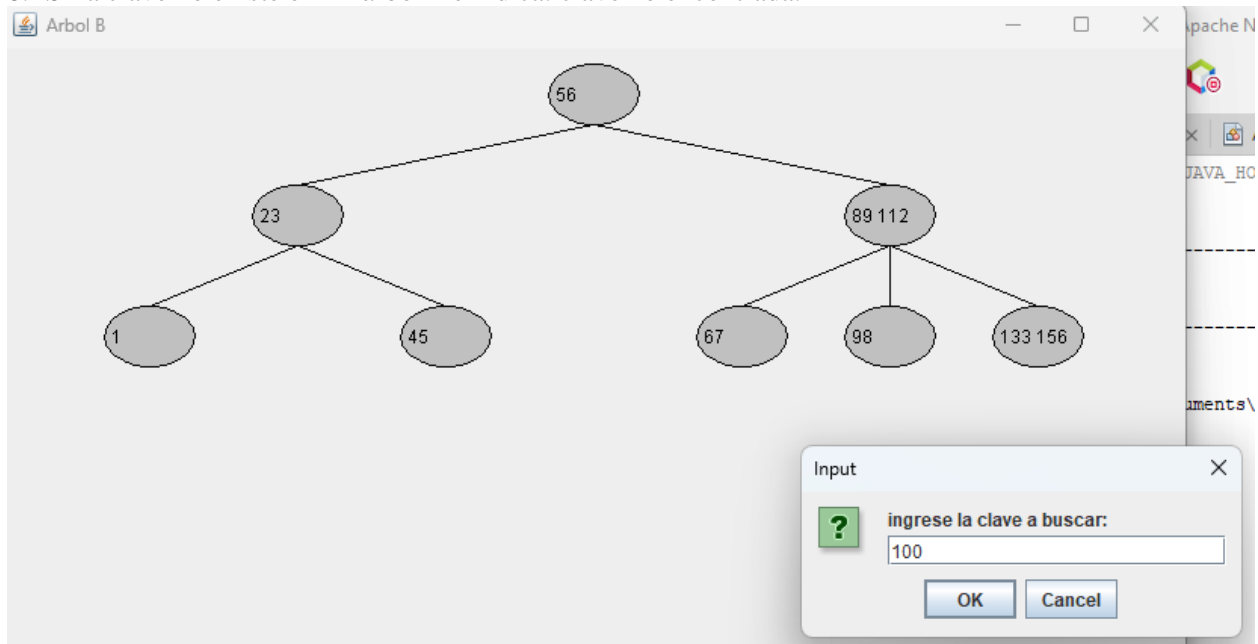 Arbol B
pache N
56
JAVA_HO
23
89 112
1
45
67
98
133 156
uments\
Input
?
ingrese la clave a buscar:
100
OK
Cancel